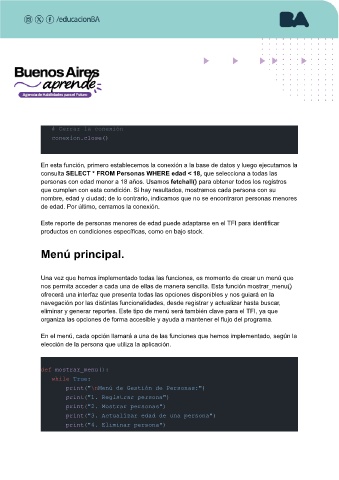 /educacionBA
BA
Buenos Aires
aprende
Agencia de Habilidades para el Futuro
# Cerrar la conexión
conexion.close()
En esta función, primero establecemos la conexión a la base de datos y luego ejecutamos la
consulta SELECT * FROM Personas WHERE edad < 18, que selecciona a todas las
personas con edad menor a 18 años. Usamos fetchall() para obtener todos los registros
que cumplen con esta condición. Si hay resultados, mostramos cada persona con su
nombre, edad y ciudad; de lo contrario, indicamos que no se encontraron personas menores
de edad. Por último, cerramos la conexión.
Este reporte de personas menores de edad puede adaptarse en el TFI para identificar
productos en condiciones específicas, como en bajo stock.
Menú principal.
Una vez que hemos implementado todas las funciones, es momento de crear un menú que
nos permita acceder a cada una de ellas de manera sencilla. Esta función mostrar_menu()
ofrecerá una interfaz que presenta todas las opciones disponibles y nos guiará en la
navegación por las distintas funcionalidades, desde registrar y actualizar hasta buscar,
eliminar y generar reportes. Este tipo de menú será también clave para el TFI, ya que
organiza las opciones de forma accesible y ayuda a mantener el flujo del programa.
En el menú, cada opción llamará a una de las funciones que hemos implementado, según la
elección de la persona que utiliza la aplicación.
def mostrar_menu():
while True:
print("\nMenú de Gestión de Personas:")
print("1. Registrar persona")
print("2. Mostrar personas")
print("3. Actualizar edad de una persona")
print("4. Eliminar persona")